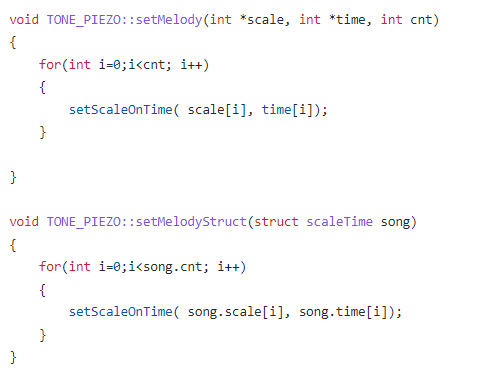 void TONE_PIEZO::setMelody(int *scale, int *time, int cnt)
{
    for(int i=0;i<cnt; i++)
    {
        setScaleOnTime( scale[i], time[i]);
    }

}

void TONE_PIEZO::setMelodyStruct(struct scaleTime song)
{
    for(int i=0;i<song.cnt; i++)
    {
        setScaleOnTime( song.scale[i], song.time[i]);
    }
}